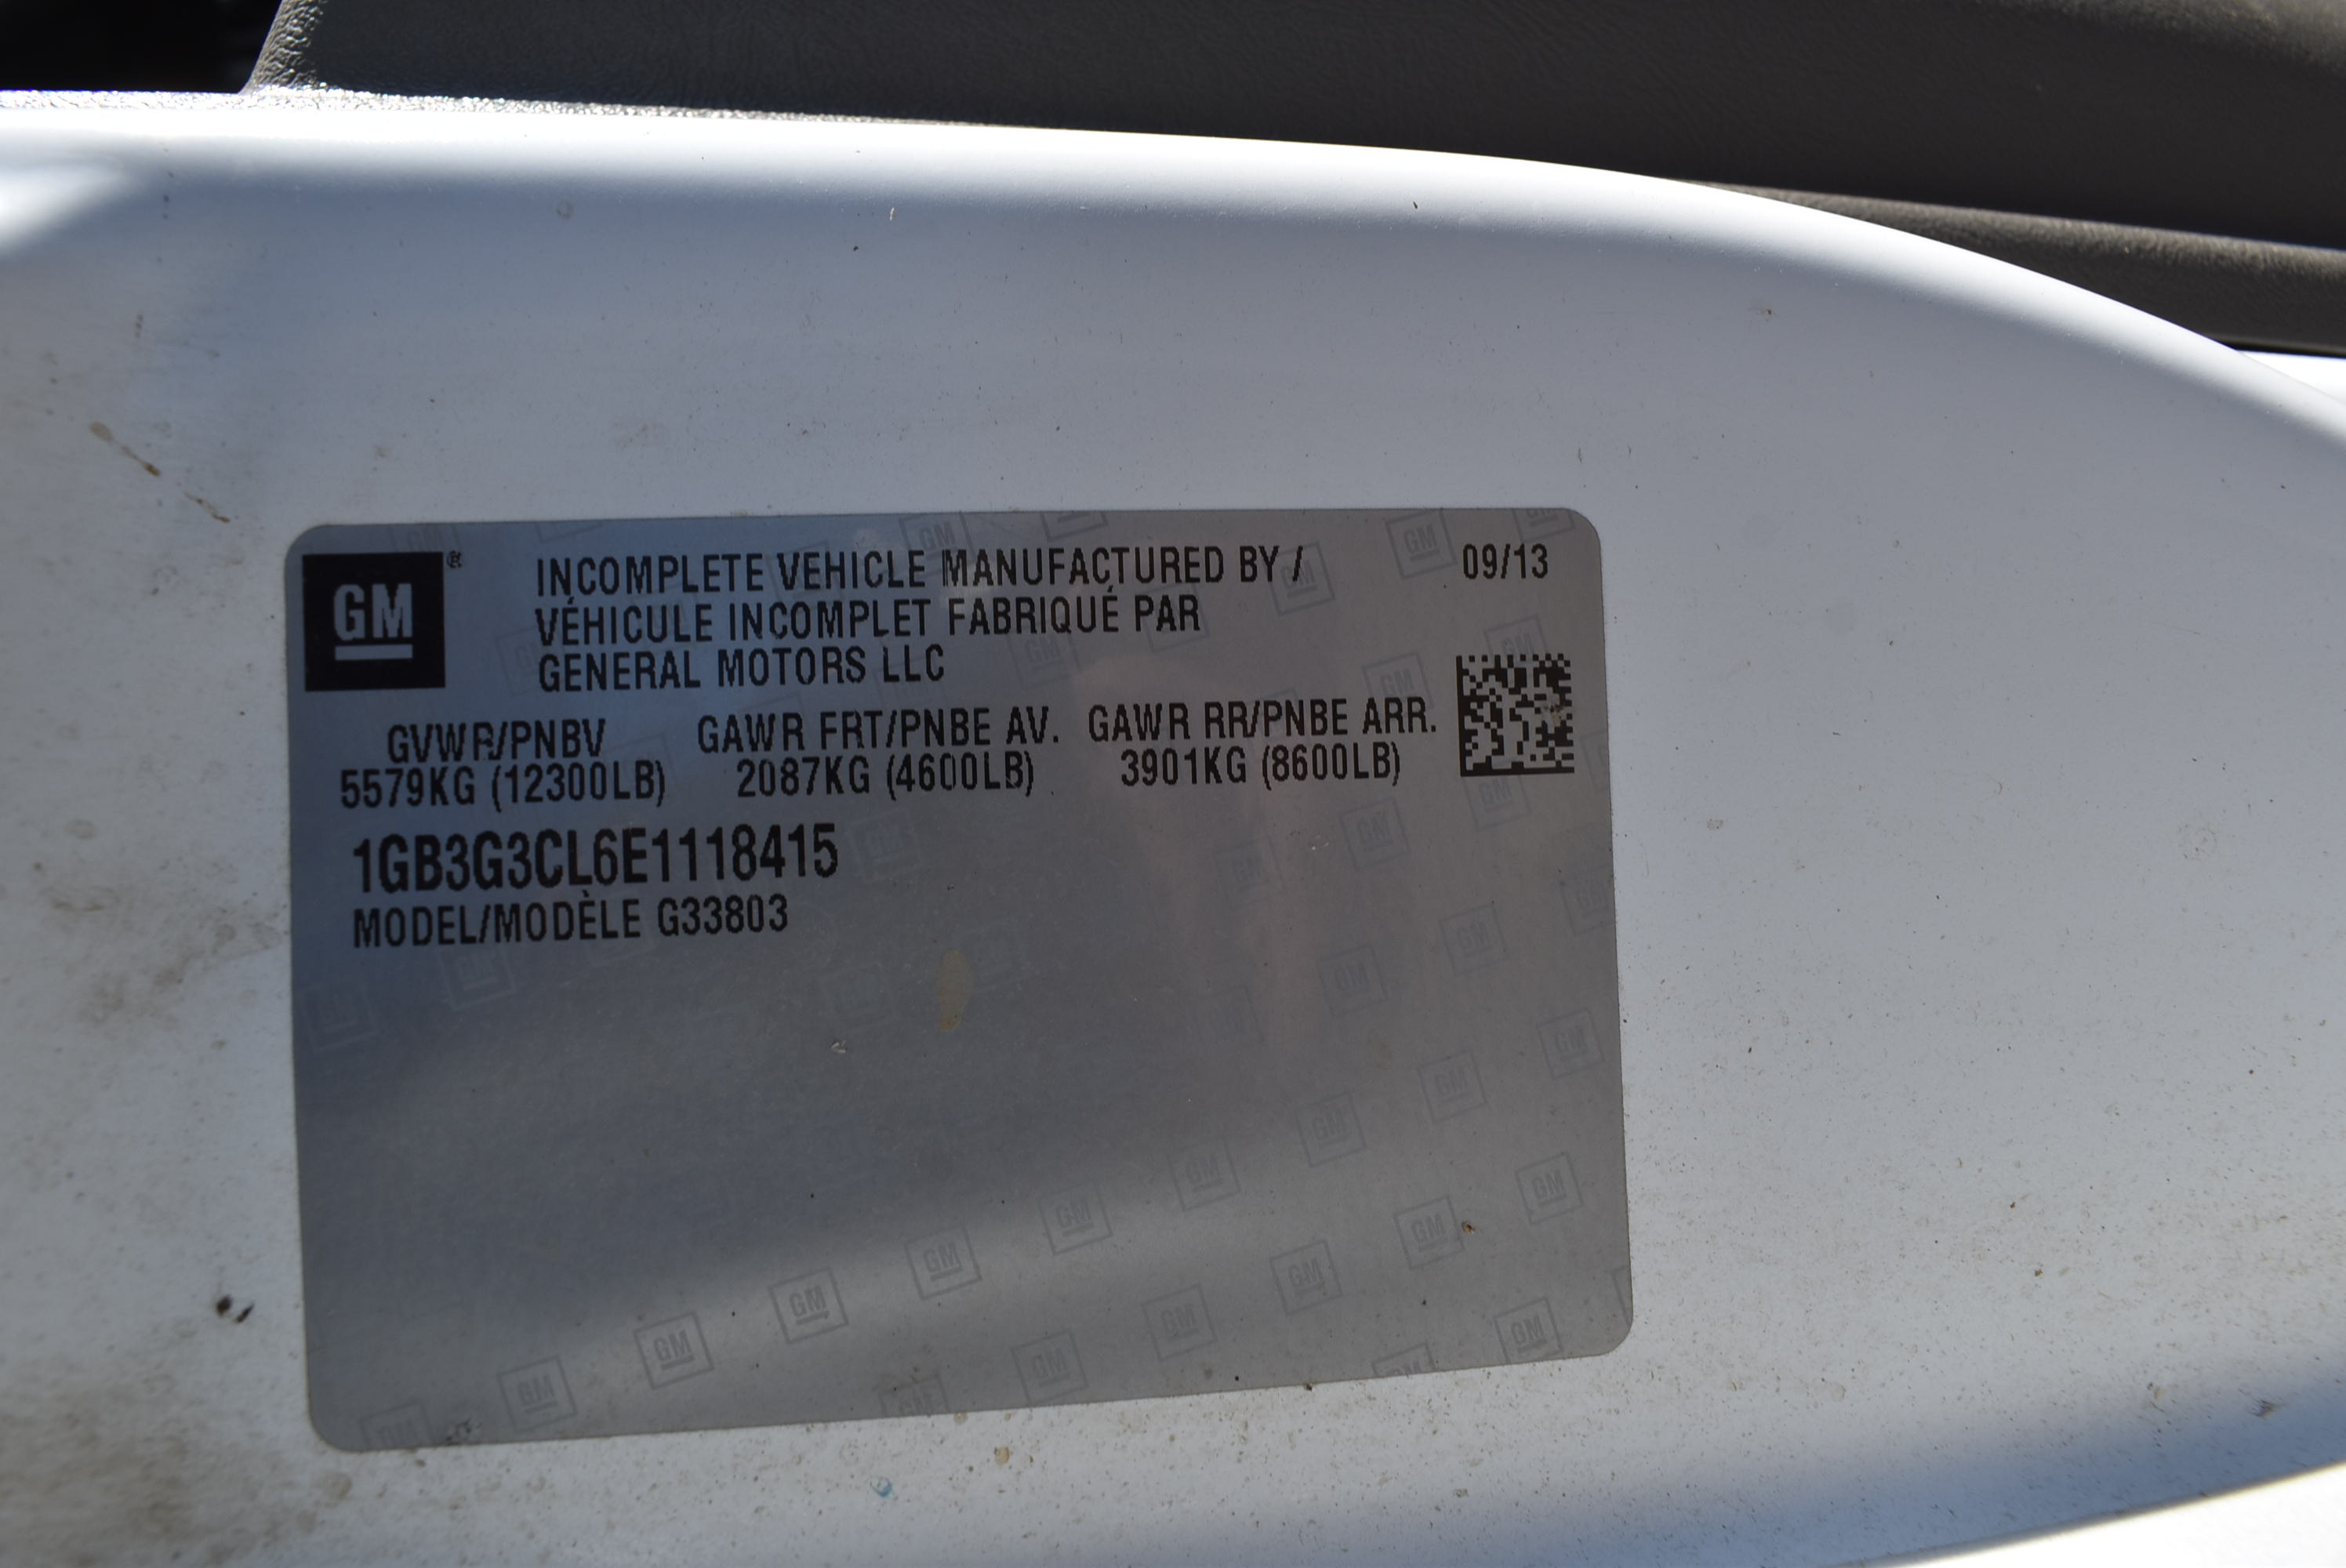 GM®
INCOMPLETE VEHICLE MANUFACTURED BY / 09/13
VÉHICULE INCOMPLET FABRIQUÉ PAR
GENERAL MOTORS LLC
GVWR/PNBV GAWR FRT/PNBE AV. GAWR RR/PNBE ARR.
5579KG (12300LB) 2087KG (4600LB) 3901KG (8600LB)
1GB3G3CL6E1118415
MODEL/MODÈLE G33803